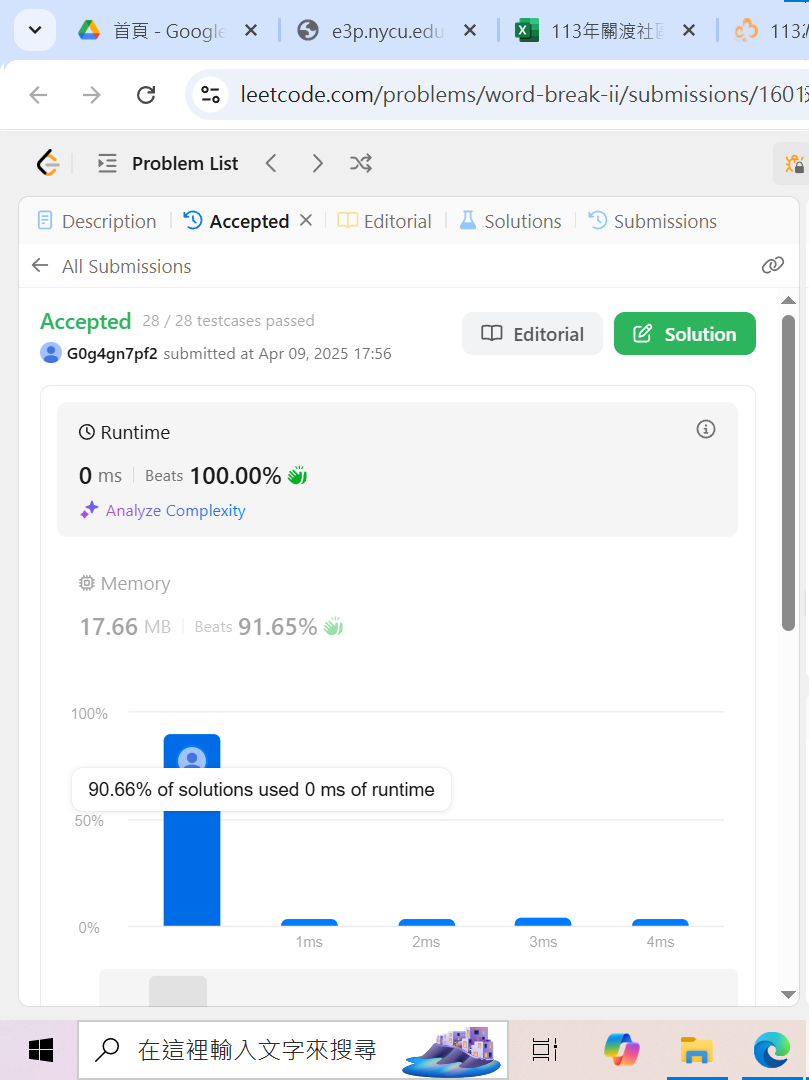 首頁 - Google
e3p.nycu.edu
113年關渡社區
113
leetcode.com/problems/word-break-ii/submissions/1601
Problem List
Description
Accepted
Editorial
Solutions
Submissions
All Submissions
Accepted 28 / 28 testcases passed
G0g4gn7pf2 submitted at Apr 09, 2025 17:56
Editorial
Solution
Runtime
0 ms Beats 100.00%
Analyze Complexity
Memory
17.66 MB Beats 91.65%
100%
90.66% of solutions used 0 ms of runtime
50%
0%
1ms 2ms 3ms 4ms
在這裡輸入文字來搜尋